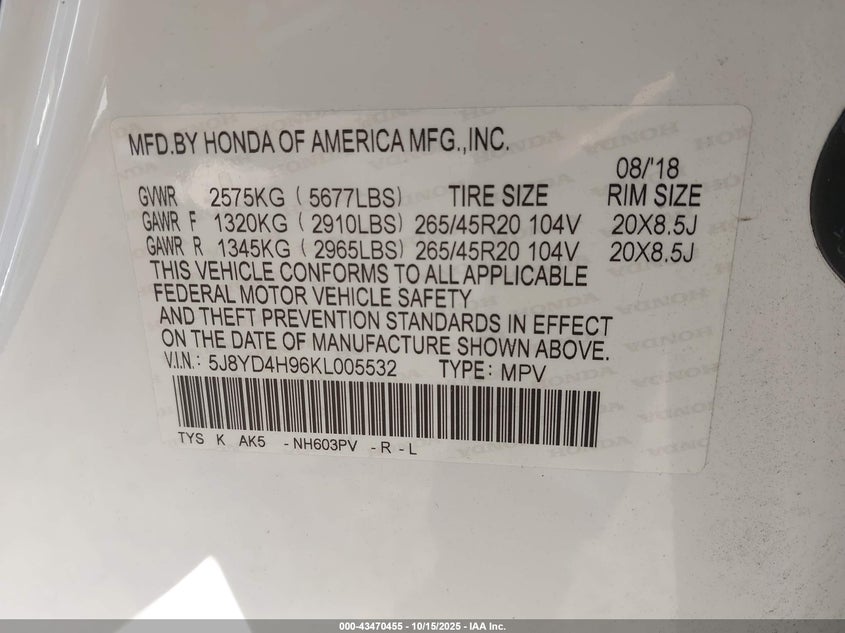 MFD.BY HONDA OF AMERICA MFG.,INC.
08/'18
GVWR 2575KG ( 5677LBS) TIRE SIZE RIM SIZE
GAWR F 1320KG ( 2910LBS) 265/45R20 104V 20X8.5J
GAWR R 1345KG ( 2965LBS) 265/45R20 104V 20X8.5J
THIS VEHICLE CONFORMS TO ALL APPLICABLE
FEDERAL MOTOR VEHICLE SAFETY
AND THEFT PREVENTION STANDARDS IN EFFECT
ON THE DATE OF MANUFACTURE SHOWN ABOVE.
V.I.N.: 5J8YD4H96KL005532 TYPE: MPV
TYS K AK5 -NH603PV -R-L
000-43470455 - 10/15/2025 - IAA Inc.